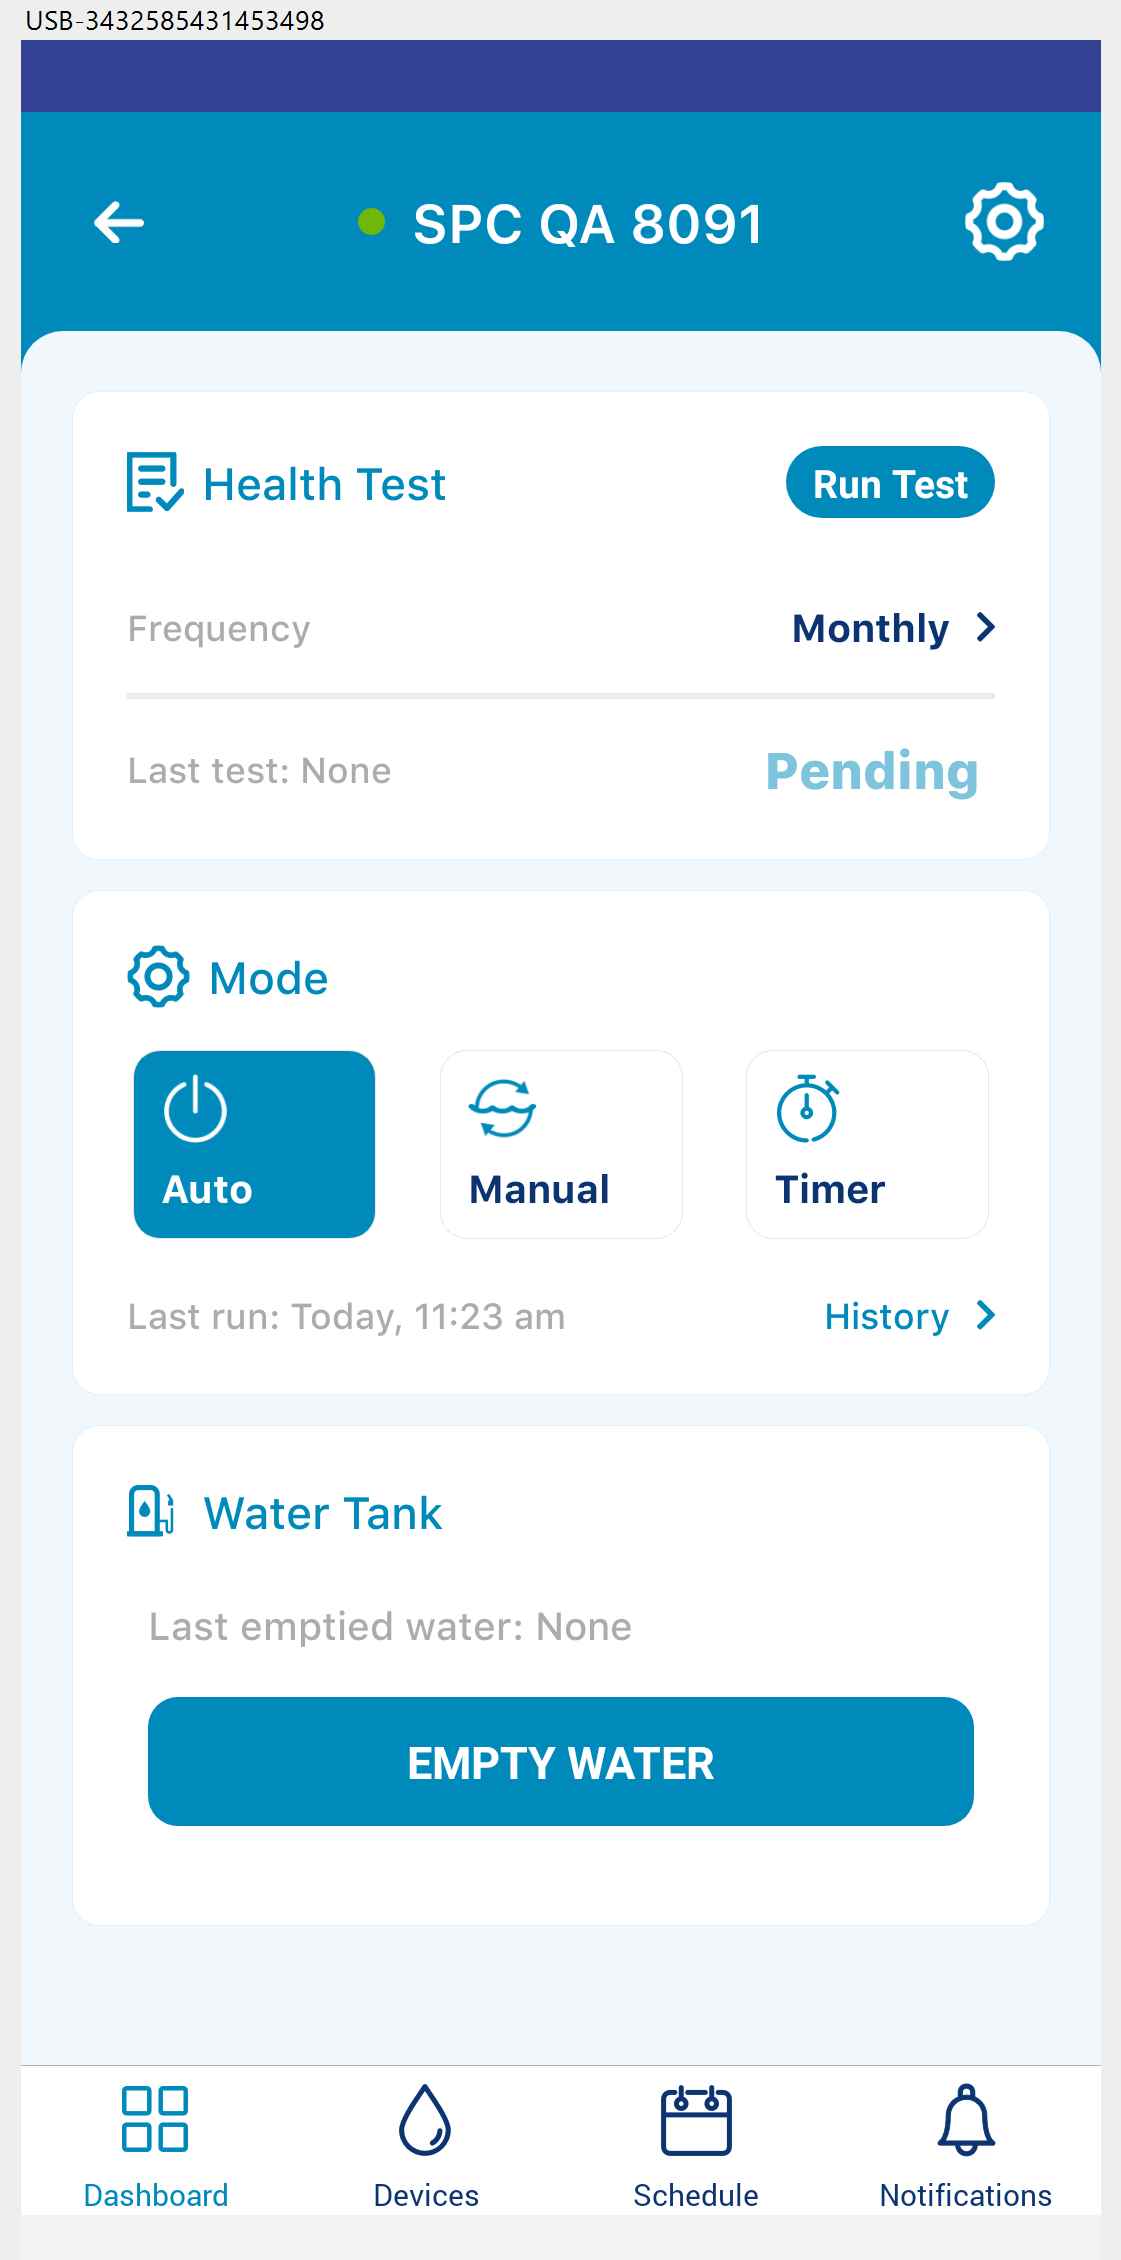 USB-3432585431453498
SPC QA 8091
Health Test
Run Test
Frequency
Monthly
Last test: None
Pending
Mode
Auto
Manual
Timer
Last run: Today, 11:23 am
History
Water Tank
Last emptied water: None
EMPTY WATER
Dashboard
Devices
Schedule
Notifications